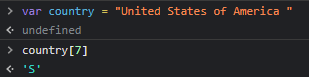 > var country = "United States of America "
<· undefined
> country[7]
<· 'S'